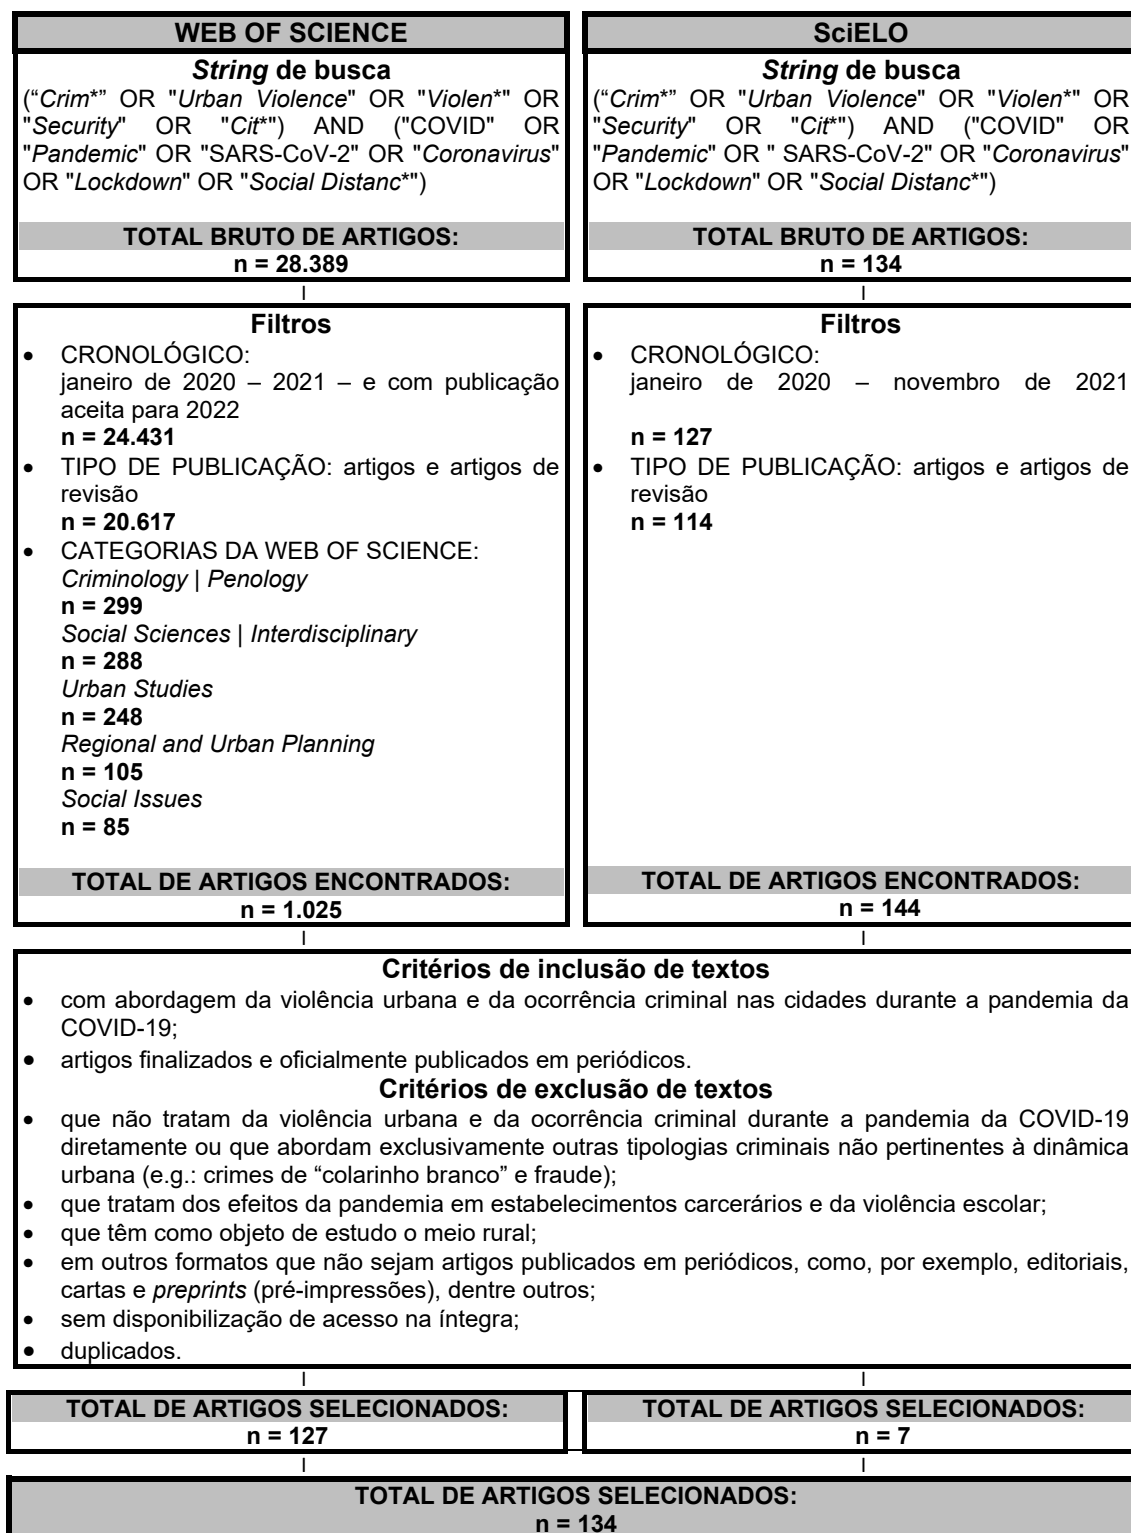 WEB OF SCIENCE
String de busca
(“Crim*” OR "Urban Violence" OR "Violen*" OR
"Security" OR "Cit*") AND ("COVID" OR
"Pandemic" OR "SARS-CoV-2" OR "Coronavirus"
OR "Lockdown" OR "Social Distanc*")
TOTAL BRUTO DE ARTIGOS:
n = 28.389
SciELO
String de busca
(“Crim*” OR "Urban Violence" OR "Violen*" OR
"Security" OR "Cit*") AND ("COVID" OR
"Pandemic" OR " SARS-CoV-2" OR "Coronavirus"
OR "Lockdown" OR "Social Distanc*")
TOTAL BRUTO DE ARTIGOS:
n = 134
Filtros
• CRONOLÓGICO:
janeiro de 2020 – 2021 – e com publicação
aceita para 2022
n = 24.431
• TIPO DE PUBLICAÇÃO: artigos e artigos de
revisão
n = 20.617
• CATEGORIAS DA WEB OF SCIENCE:
Criminology | Penology
n = 299
Social Sciences | Interdisciplinary
n = 288
Urban Studies
n = 248
Regional and Urban Planning
n = 105
Social Issues
n = 85
TOTAL DE ARTIGOS ENCONTRADOS:
n = 1.025
Filtros
• CRONOLÓGICO:
janeiro de 2020 – novembro de 2021
n = 127
• TIPO DE PUBLICAÇÃO: artigos e artigos de
revisão
n = 114
TOTAL DE ARTIGOS ENCONTRADOS:
n = 144
Critérios de inclusão de textos
• com abordagem da violência urbana e da ocorrência criminal nas cidades durante a pandemia da
COVID-19;
• artigos finalizados e oficialmente publicados em periódicos.
Critérios de exclusão de textos
• que não tratam da violência urbana e da ocorrência criminal durante a pandemia da COVID-19
diretamente ou que abordam exclusivamente outras tipologias criminais não pertinentes à dinâmica
urbana (e.g.: crimes de “colarinho branco” e fraude);
• que tratam dos efeitos da pandemia em estabelecimentos carcerários e da violência escolar;
• que têm como objeto de estudo o meio rural;
• em outros formatos que não sejam artigos publicados em periódicos, como, por exemplo, editoriais,
cartas e preprints (pré-impressões), dentre outros;
• sem disponibilização de acesso na íntegra;
• duplicados.
TOTAL DE ARTIGOS SELECIONADOS:
n = 127
TOTAL DE ARTIGOS SELECIONADOS:
n = 7
TOTAL DE ARTIGOS SELECIONADOS:
n = 134